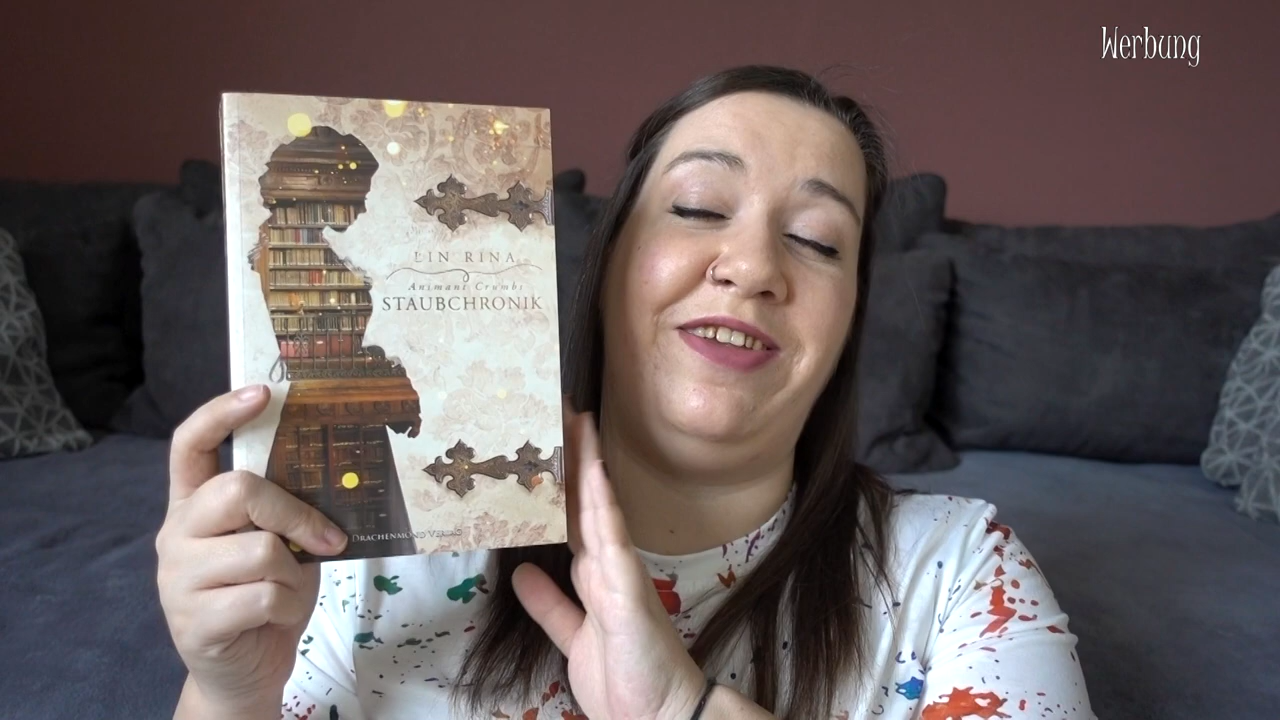 Werbung
LIN RINA
Animant Crumbs
STAUBCHRONIK
DRACHENMOND VERLAG